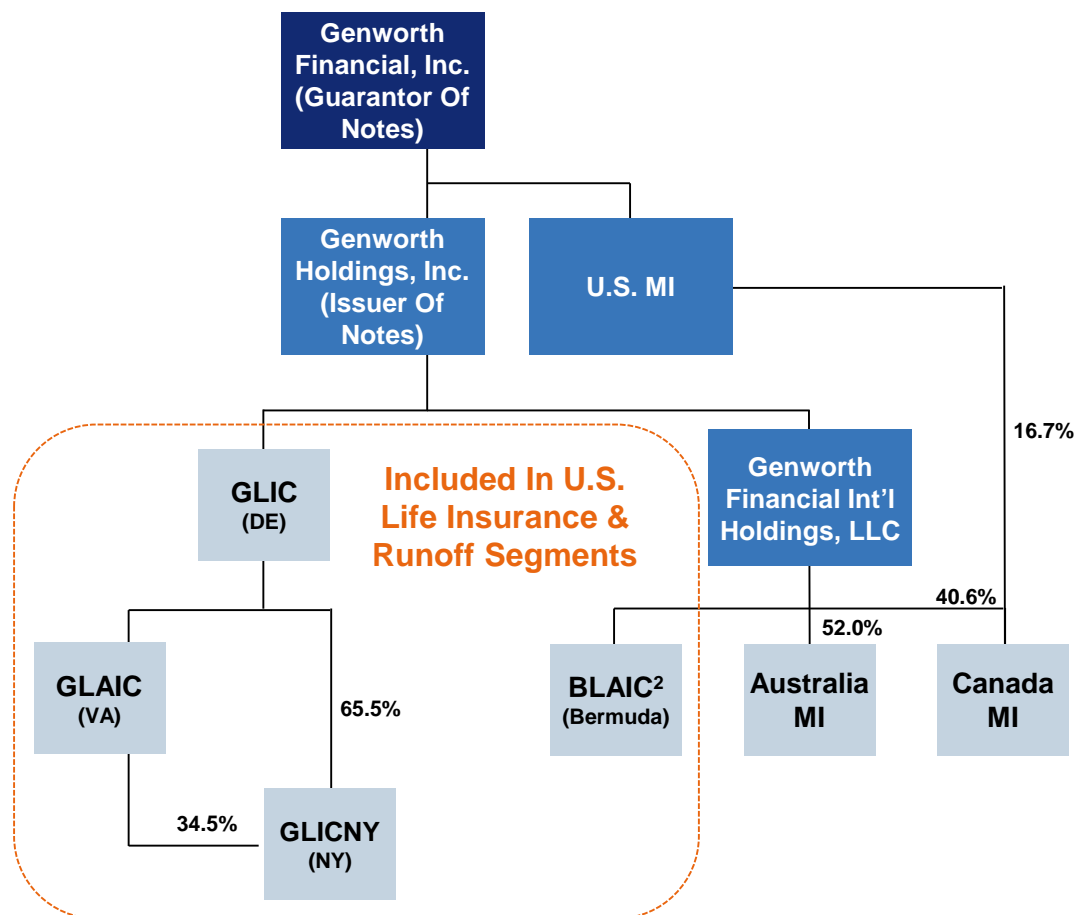 Genworth
Financial, Inc.
(Guarantor Of
Notes)
Genworth
Holdings, Inc.
(Issuer Of
Notes)
U.S. MI
16.7%
Included In U.S.
Life Insurance &
Runoff Segments
GLIC
(DE)
Genworth
Financial Int’l
Holdings, LLC
40.6%
52.0%
GLAIC
(VA)
65.5%
BLAIC²
(Bermuda)
Australia
MI
Canada
MI
34.5%
GLICNY
(NY)